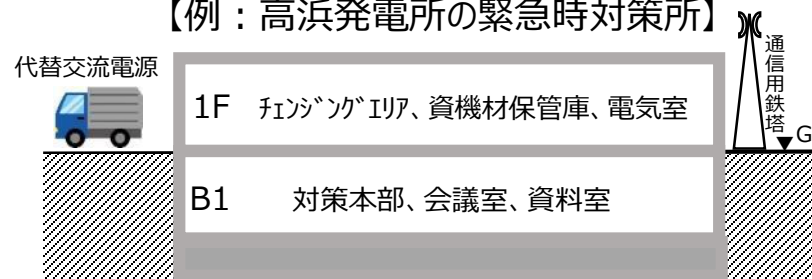 【例：高浜発電所の緊急時対策所】
代替交流電源
通信用鉄塔
1F ﾁｪﾝｼﾞﾝｸﾞｴﾘｱ、資機材保管庫、電気室
▼G
B1 対策本部、会議室、資料室